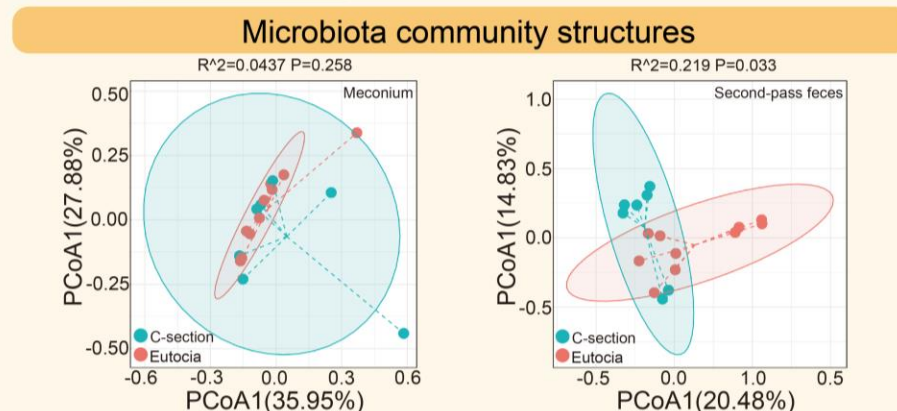 Microbiota community structures
R^2=0.0437 P=0.258
Meconium
PCoA1(27.88%)
0.50
0.25
0.00
-0.25
-0.50
C-section
Eutocia
-0.6
-0.3
0.0
0.3
0.6
PCoA1(35.95%)
R^2=0.219 P=0.033
Second-pass feces
PCoA1(14.83%)
1.0
0.5
0.0
-0.5
C-section
Eutocia
-0.5
0.0
1.0
0.5
PCoA1(20.48%)